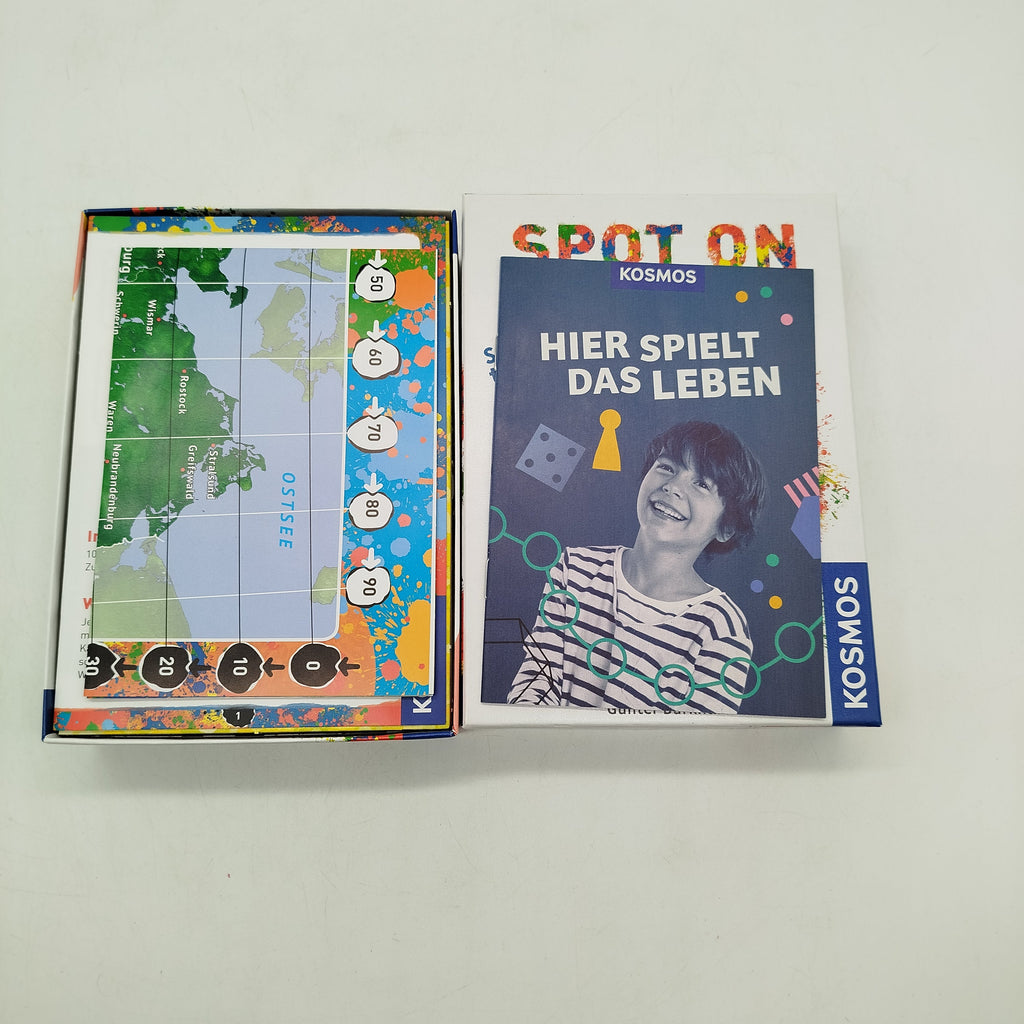 50
60
70
80
90
Wismar
Rostock
Stralsund
Greifswald
Waren
Neubrandenburg
OSTSEE
30
20
10
0
1
SPOT ON
KOSMOS
HIER SPIELT
DAS LEBEN
KOSMOS